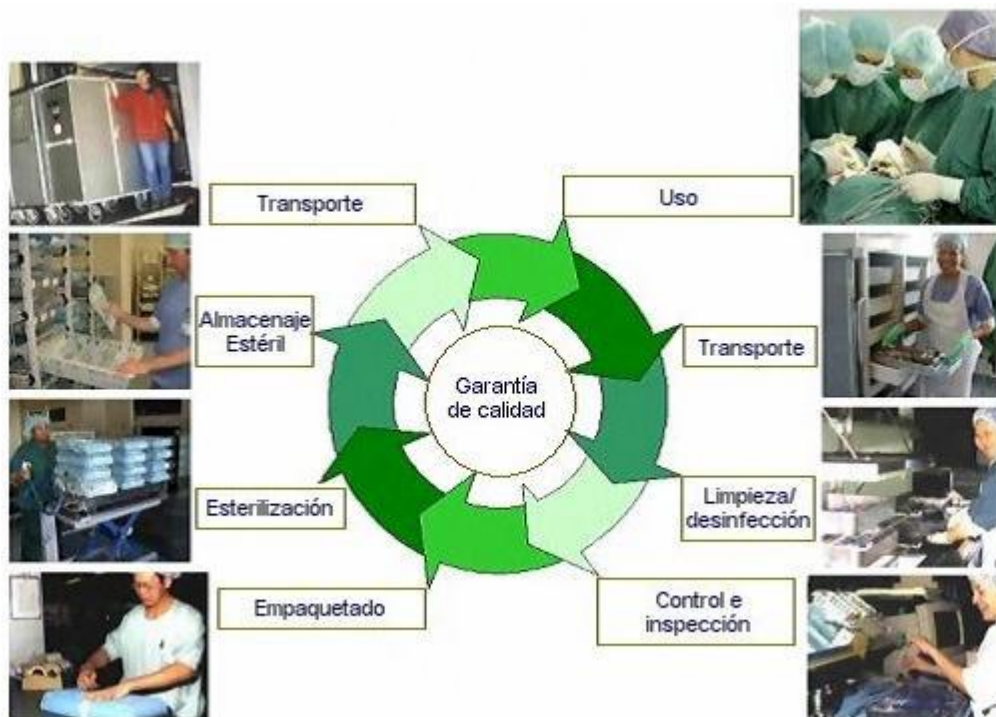 Transporte
Uso
Almacenaje
Estéril
Transporte
Garantía
de calidad
Esterilización
Limpieza/
desinfección
Empaquetado
Control e
inspección